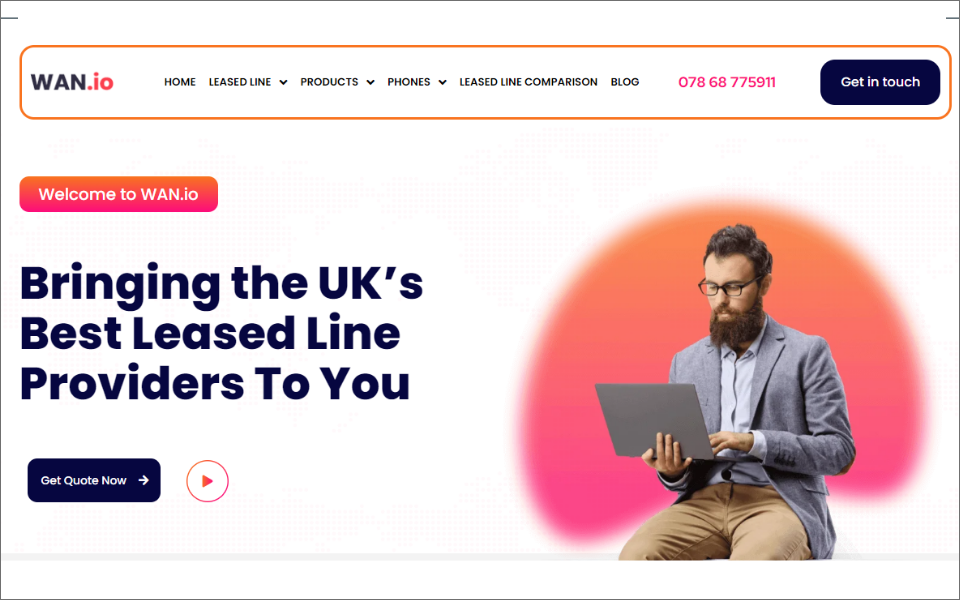 WAN.io
HOME LEASED LINE PRODUCTS PHONES LEASED LINE COMPARISON BLOG
078 68 775911
Get in touch
Welcome to WAN.io
Bringing the UK’s
Best Leased Line
Providers To You
Get Quote Now